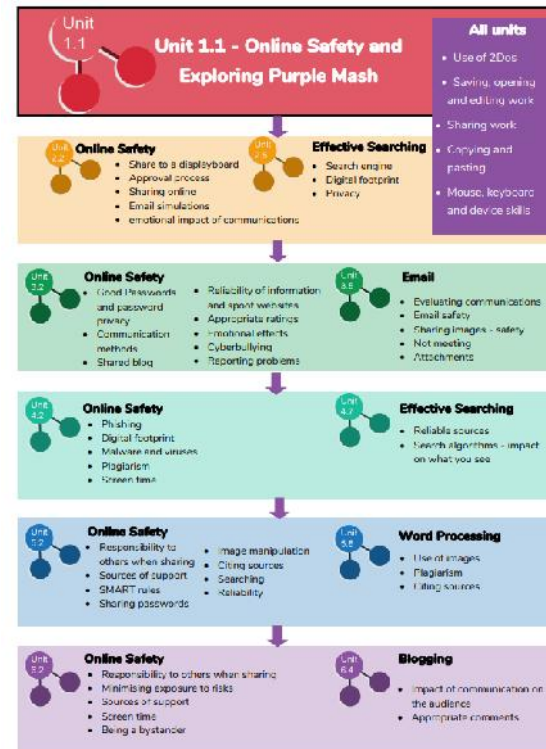 Unit
1.1
Unit 1.1 - Online Safety and
Exploring Purple Mash
All units
• Use of 2Dos
• Saving, opening
and editing work
• Sharing work
• Copying and
pasting
• Mouse, keyboard
and device skills
Unit
2.2
Online Safety
• Share to a displayboard
• Approval process
• Sharing online
• Email simulations
• emotional impact of communications
Unit
2.5
Effective Searching
• Search engine
• Digital footprint
• Privacy
Unit
3.2
Online Safety
• Good Passwords
and password
privacy
• Communication
methods
• Shared blog
• Reliability of information
and spoof websites
• Appropriate ratings
• Emotional effects
• Cyberbullying
• Reporting problems
Unit
3.5
Email
• Evaluating communications
• Email safety
• Sharing images - safety
• Not meeting
• Attachments
Unit
4.2
Online Safety
• Phishing
• Digital footprint
• Malware and viruses
• Plagiarism
• Screen time
Unit
4.7
Effective Searching
• Reliable sources
• Search algorithms - impact
on what you see
Unit
5.2
Online Safety
• Responsibility to
others when sharing
• Sources of support
• SMART rules
• Sharing passwords
• Image manipulation
• Citing sources
• Searching
• Reliability
Unit
Word Processing
• Use of images
• Plagiarism
• Citing sources
Unit
6.2
Online Safety
• Responsibility to others when sharing
• Minimising exposure to risks
• Sources of support
• Screen time
• Being a bystander
Unit
6.4
Blogging
• Impact of communication on
the audience
• Appropriate comments